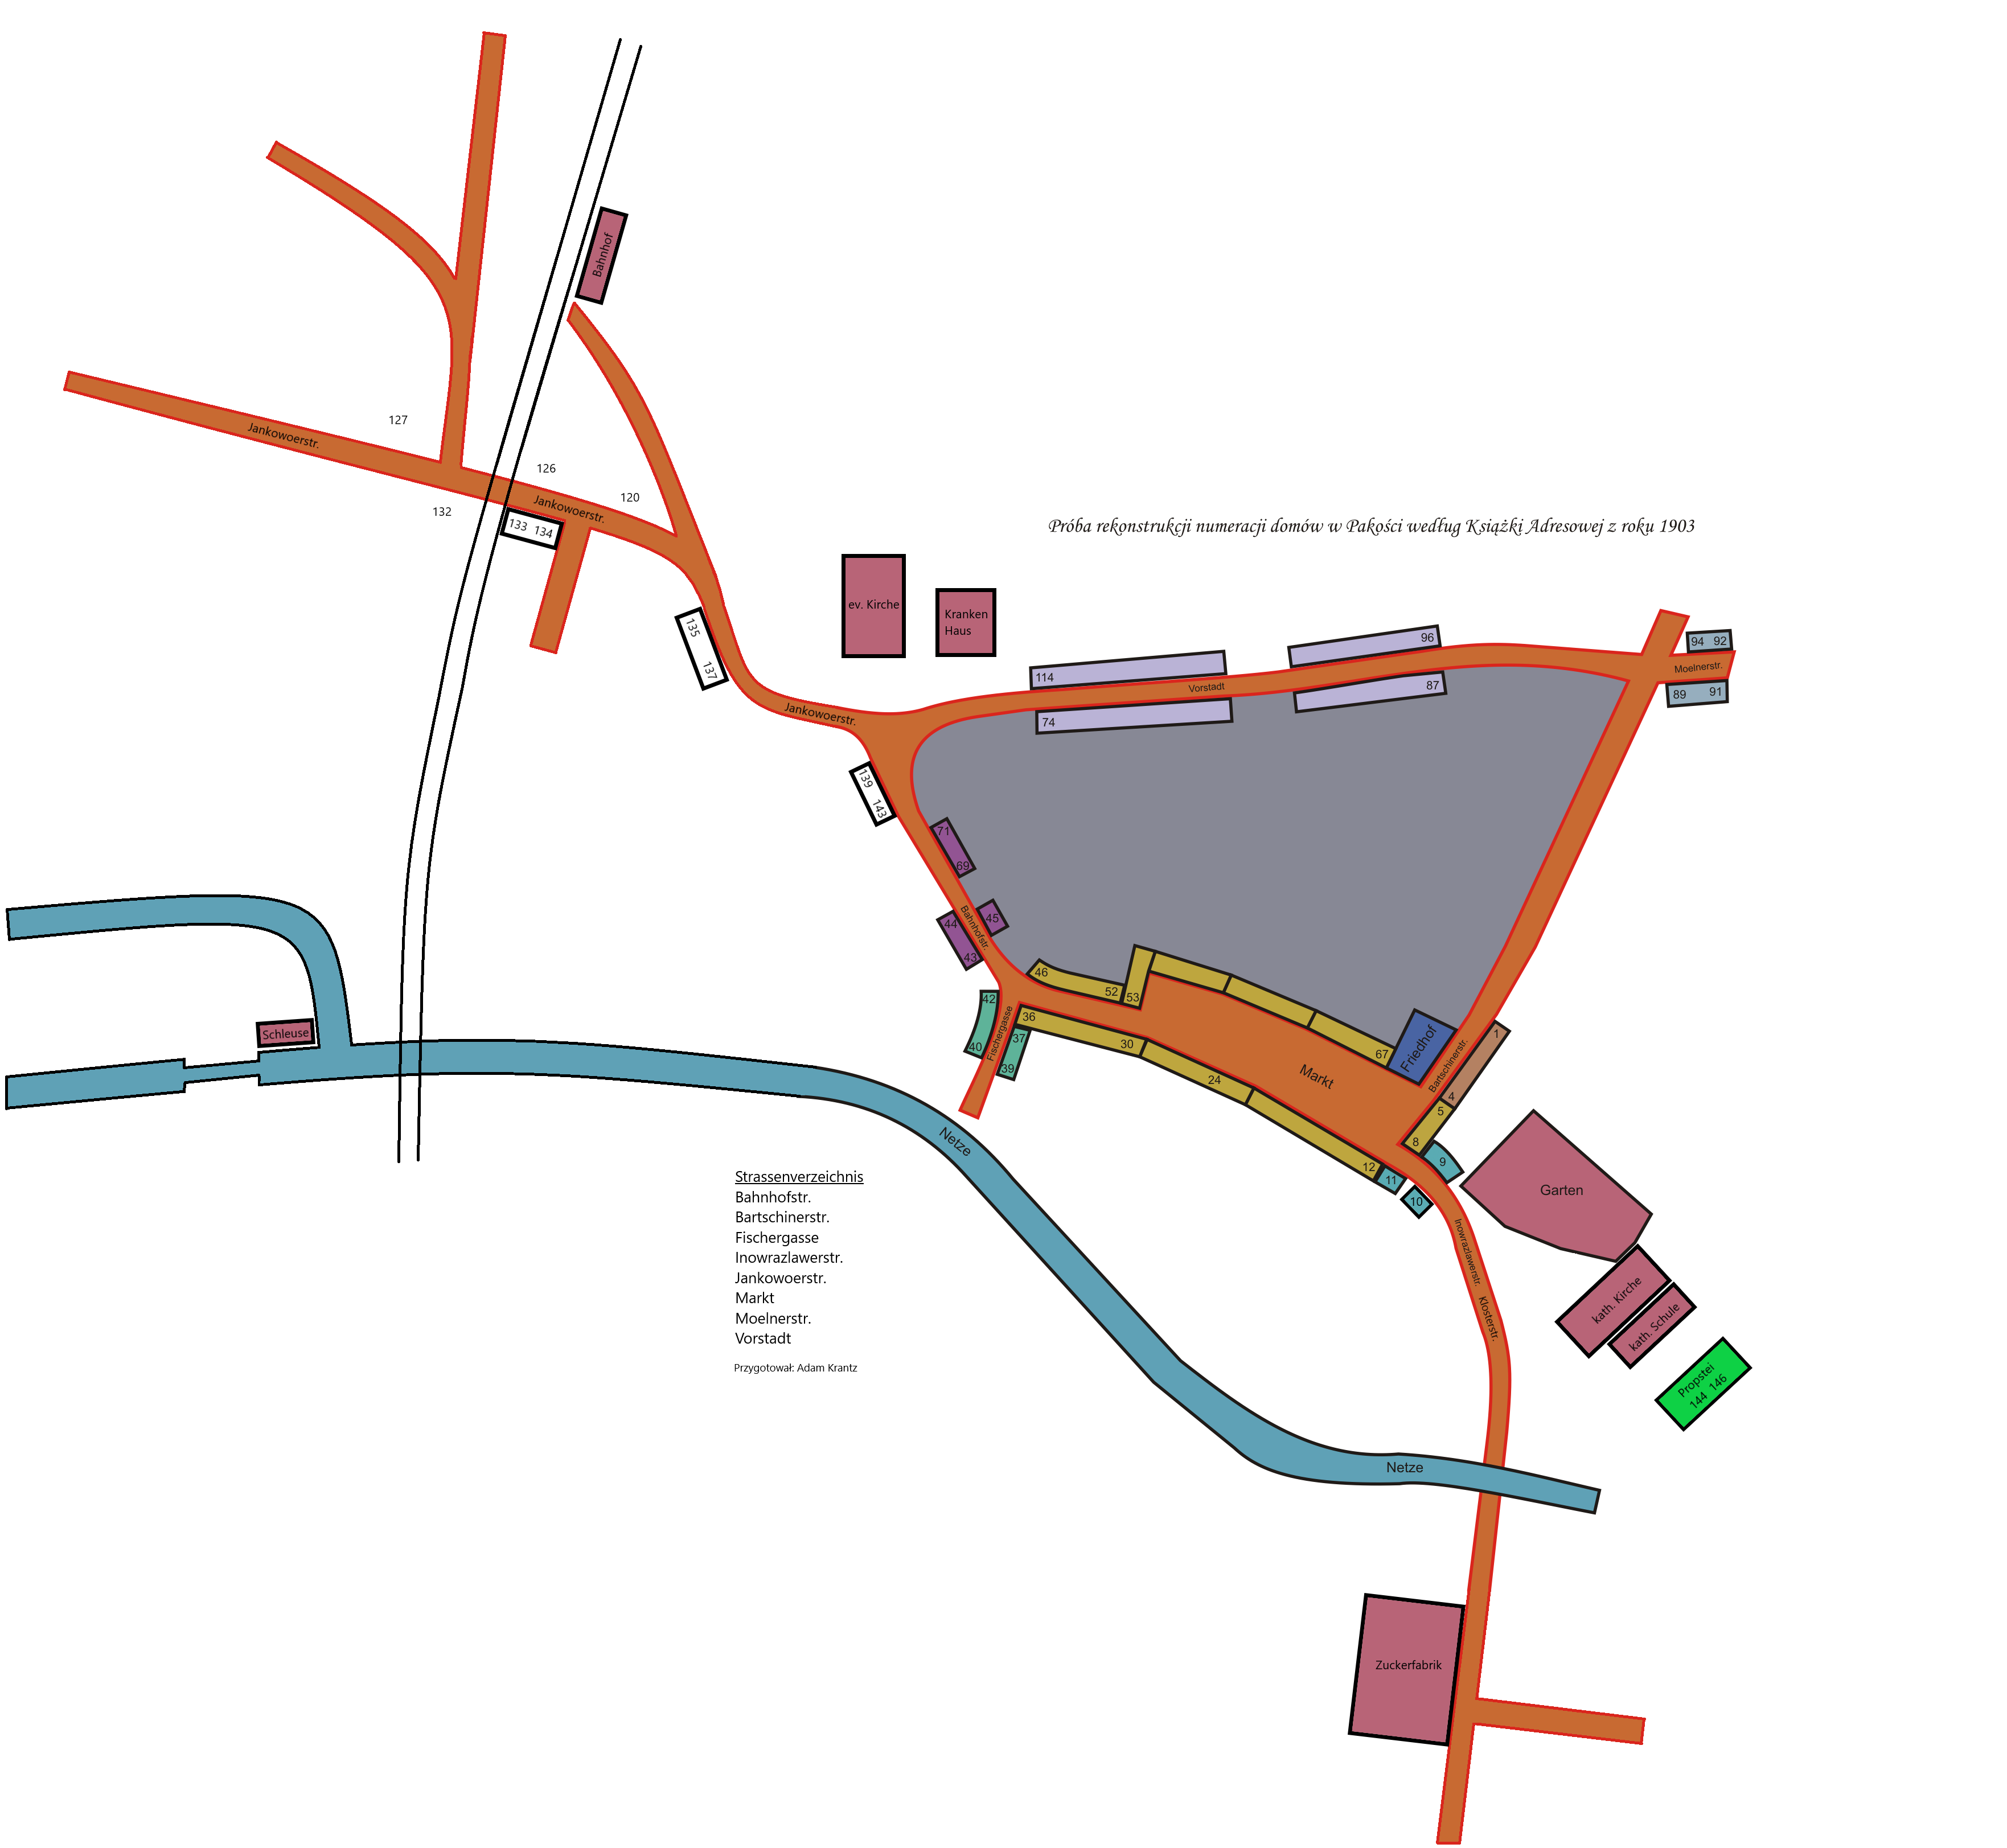 Bahnhof
127
Jankowoerstr.
126
120
Jankowoerstr.
132
133 134
Próba rekonstrukcji numeracji domów w Pakości według Książki Adresowej z roku 1903
ev. Kirche
Kranken
Haus
135
137
96
94 92
Moelnerstr.
114
Vorstadt
87
89 91
74
Jankowoerstr.
139
143
71
69
44
Bahnhofstr.
45
43
46
52
53
42
36
Fischergasse
37
40
39
30
24
Markt
67
Friedhof
Bartschinerstr.
1
4
5
8
9
12
11
10
Schleuse
Netze
Garten
Inowrazlawerstr.
Klosterstr.
kath. Kirche
kath. Schule
Propstei
144 146
Strassenverzeichnis
Bahnhofstr.
Bartschinerstr.
Fischergasse
Inowrazlawerstr.
Jankowoerstr.
Markt
Moelnerstr.
Vorstadt
Przygotował: Adam Krantz
Netze
Zuckerfabrik